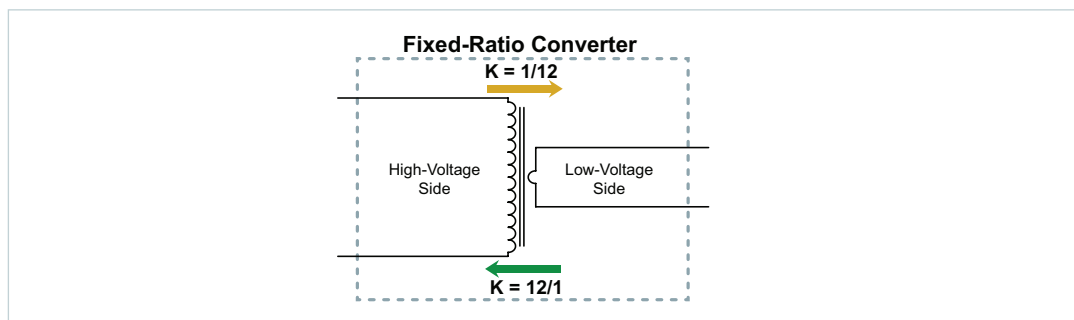 Fixed-Ratio Converter
K = 1/12
High-Voltage
Side
Low-Voltage
Side
K = 12/1